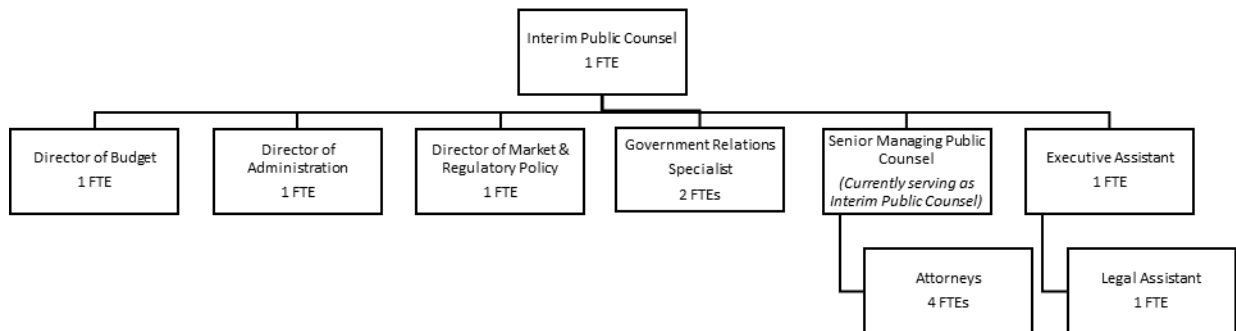 Interim Public Counsel
1 FTE
Director of Budget
1 FTE
Director of
Administration
1 FTE
Director of Market &
Regulatory Policy
1 FTE
Government Relations
Specialist
2 FTEs
Senior Managing Public
Counsel
(Currently serving as
Interim Public Counsel)
Executive Assistant
1 FTE
Attorneys
4 FTEs
Legal Assistant
1 FTE